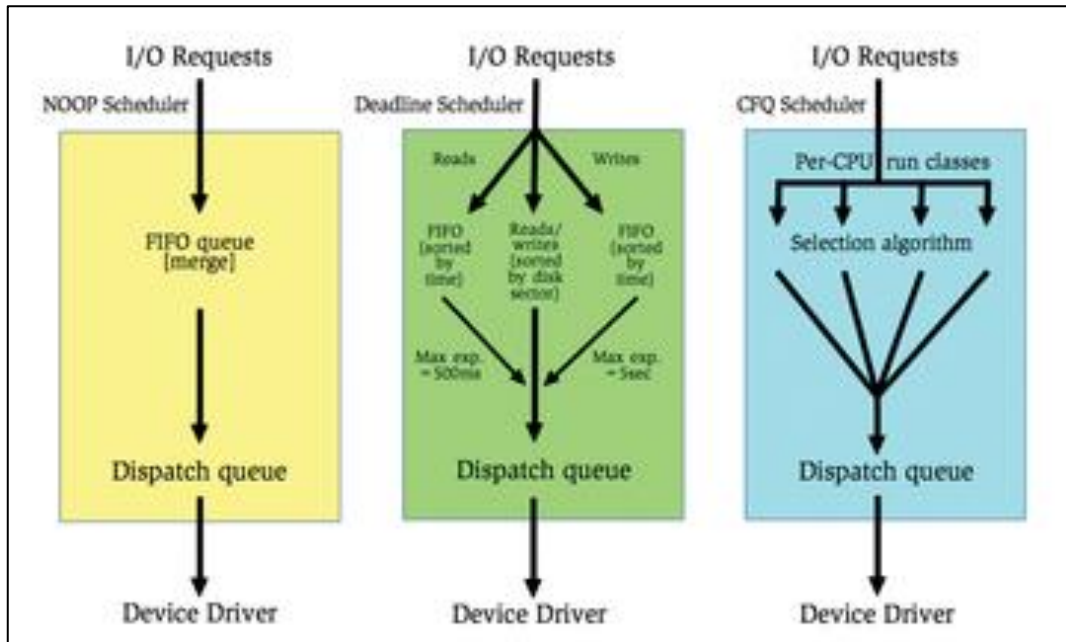 I/O Requests
NOOP Scheduler
FIFO queue
[merge]
Dispatch queue
Device Driver
I/O Requests
Deadline Scheduler
Reads
Writes
FIFO
(sorted
by
time)
Reads/
writes
(sorted
by disk
sector)
FIFO
(sorted
by
time)
Max exp.
= 500ms
Max exp.
= 5sec
Dispatch queue
Device Driver
I/O Requests
CFQ Scheduler
Per-CPU run classes
Selection algorithm
Dispatch queue
Device Driver